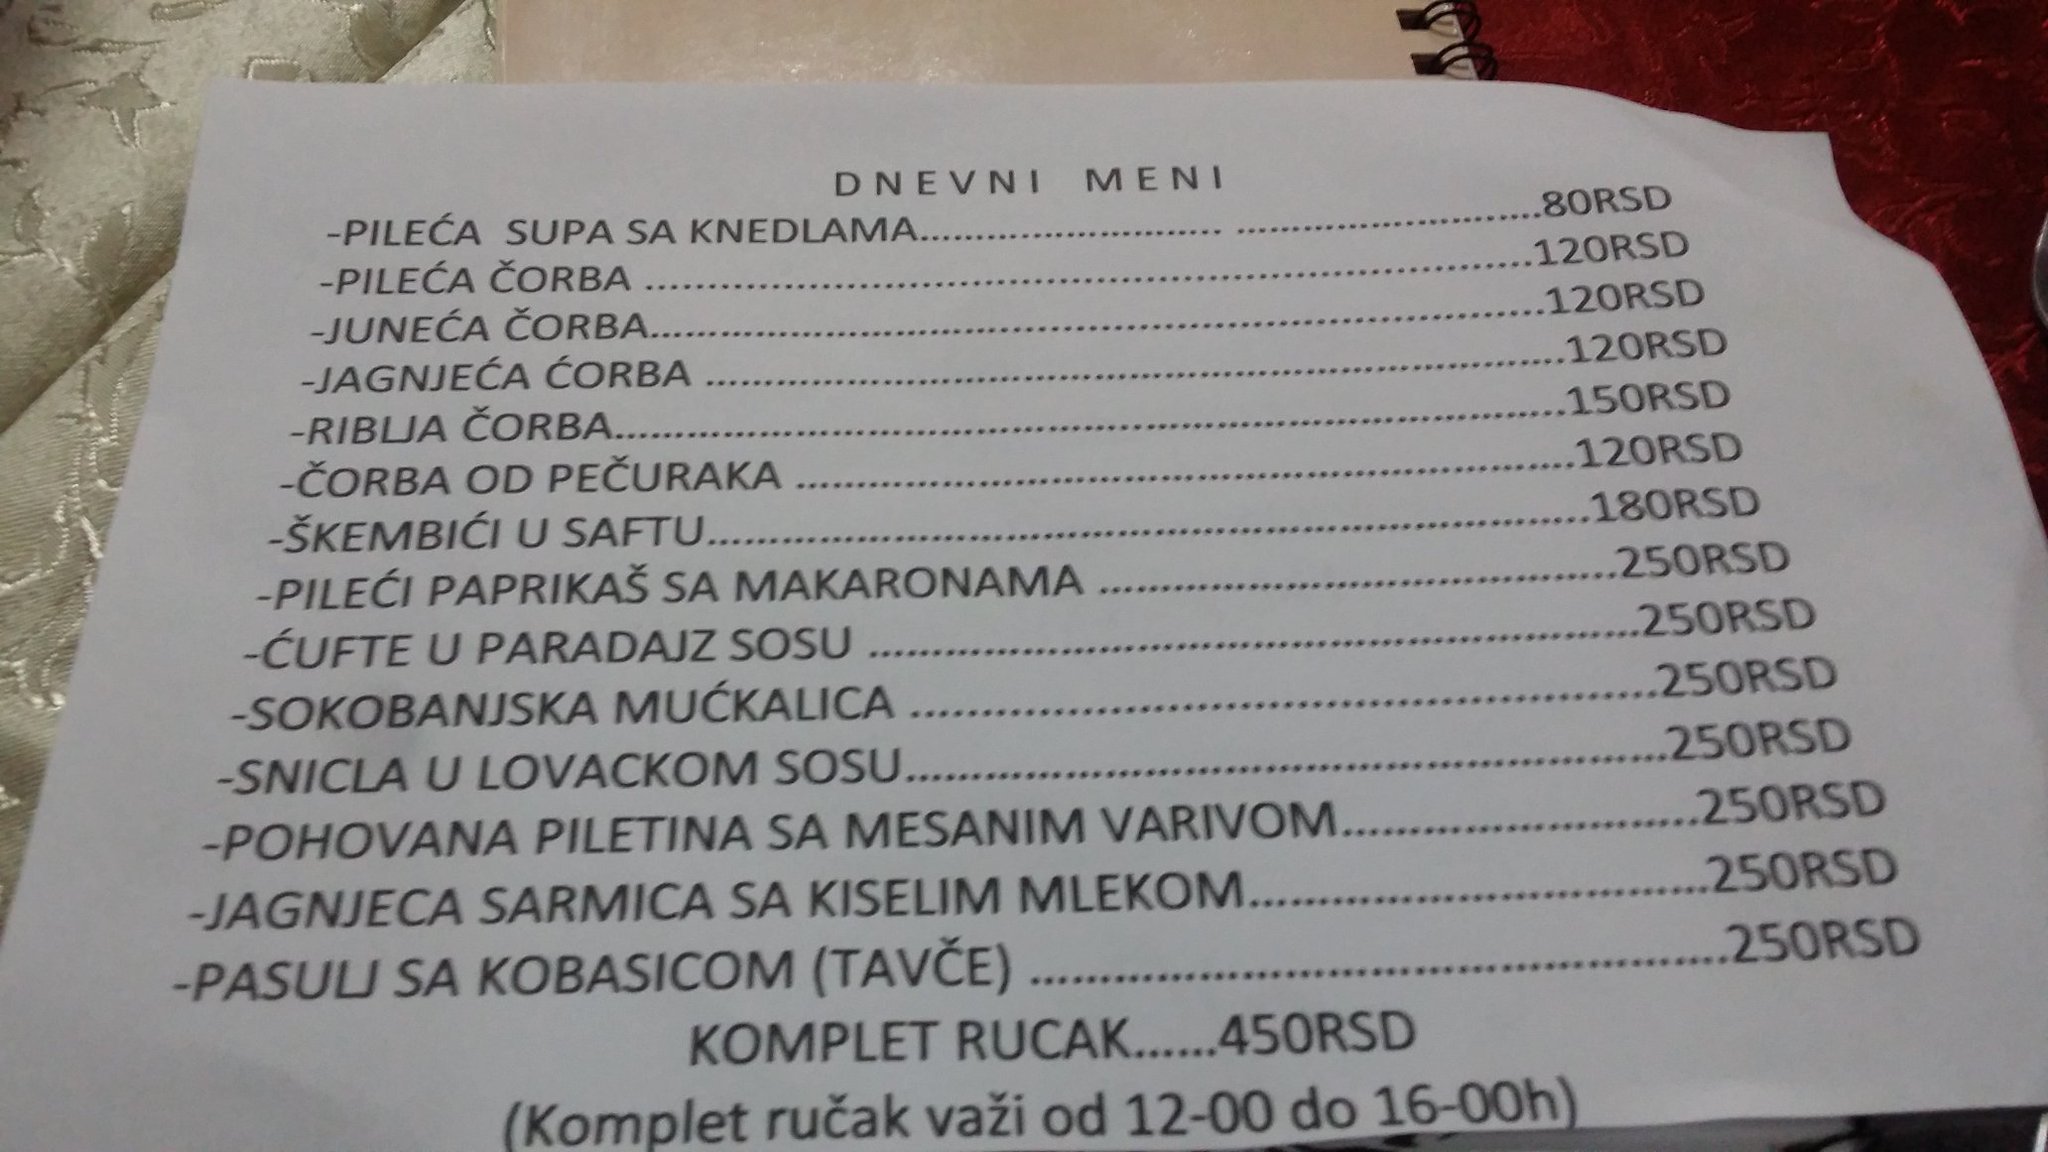 DNEVNI MENI
-PILEĆA SUPA SA KNEDLAMA.......................... ..........................80RSD
-PILEĆA ČORBA ..........................................................120RSD
-JUNEĆA ČORBA..........................................................120RSD
-JAGNJEĆA ĆORBA ..........................................................120RSD
-RIBLJA ČORBA..........................................................150RSD
-ČORBA OD PEČURAKA ..........................................................120RSD
-ŠKEMBIĆI U SAFTU..........................................................180RSD
-PILEĆI PAPRIKAŠ SA MAKARONAMA ....................................250RSD
-ĆUFTE U PARADAJZ SOSU ....................................................250RSD
-SOKOBANJSKA MUĆKALICA ....................................................250RSD
-SNICLA U LOVACKOM SOSU....................................................250RSD
-POHOVANA PILETINA SA MESANIM VARIVOM........................250RSD
-JAGNJECA SARMICA SA KISELIM MLEKOM..............................250RSD
-PASULJ SA KOBASICOM (TAVČE) ..............................................250RSD
KOMPLET RUCAK......450RSD
(Komplet ručak važi od 12-00 do 16-00h)